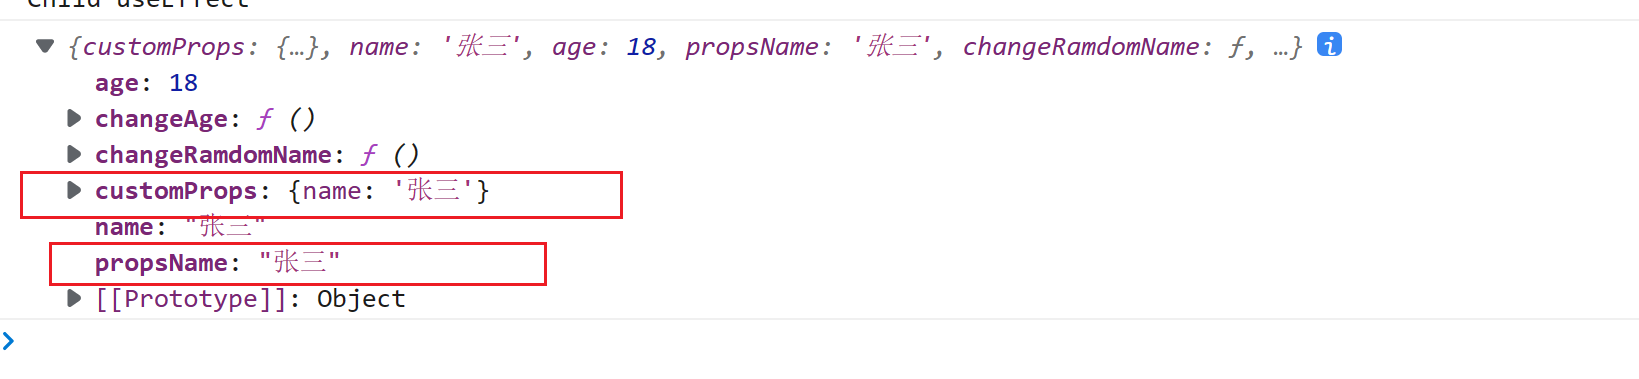 Child useEffect
▼ {customProps: {…}, name: '张三', age: 18, propsName: '张三', changeRamdomName: ƒ, …} i
age: 18
▶ changeAge: ƒ ()
▶ changeRamdomName: ƒ ()
▶ customProps: {name: '张三'}
name: "张三"
propsName: "张三"
▶ [[Prototype]]: Object